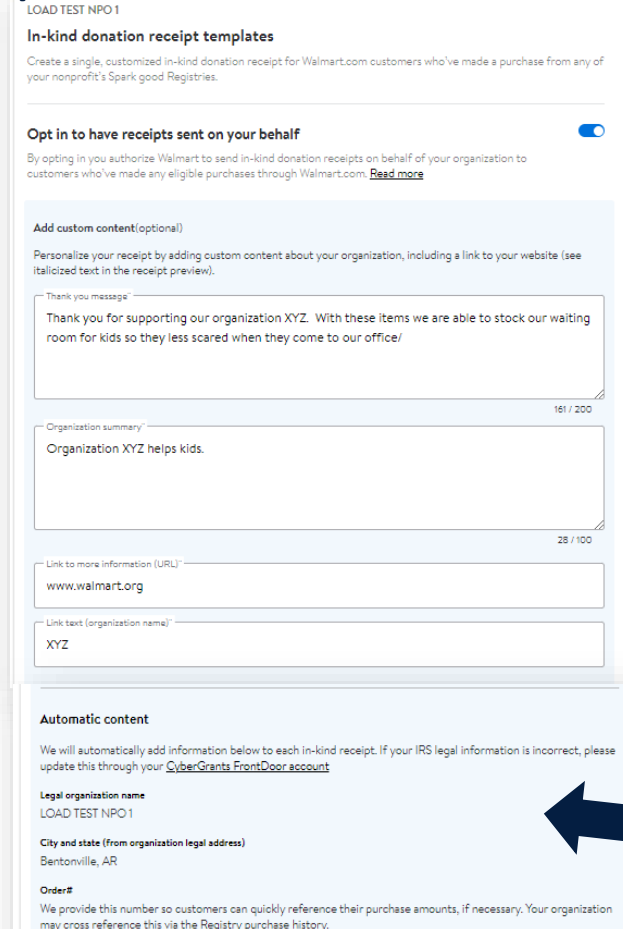 LOAD TEST NPO 1
In-kind donation receipt templates
Create a single, customized in-kind donation receipt for Walmart.com customers who've made a purchase from any of
your nonprofit's Spark good Registries.
Opt in to have receipts sent on your behalf
By opting in you authorize Walmart to send in-kind donation receipts on behalf of your organization to
customers who've made any eligible purchases through Walmart.com. Read more
Add custom content(optional)
Personalize your receipt by adding custom content about your organization, including a link to your website (see
italicized text in the receipt preview).
Thank you message*
Thank you for supporting our organization XYZ. With these items we are able to stock our waiting
room for kids so they less scared when they come to our office/
161 / 200
Organization summary*
Organization XYZ helps kids.
28 / 100
Link to more information (URL)*
www.walmart.org
Link text (organization name)*
XYZ
Automatic content
We will automatically add information below to each in-kind receipt. If your IRS legal information is incorrect, please
update this through your CyberGrants FrontDoor account
Legal organization name
LOAD TEST NPO 1
City and state (from organization legal address)
Bentonville, AR
Order#
We provide this number so customers can quickly reference their purchase amounts, if necessary. Your organization
may cross reference this via the Registry purchase history.